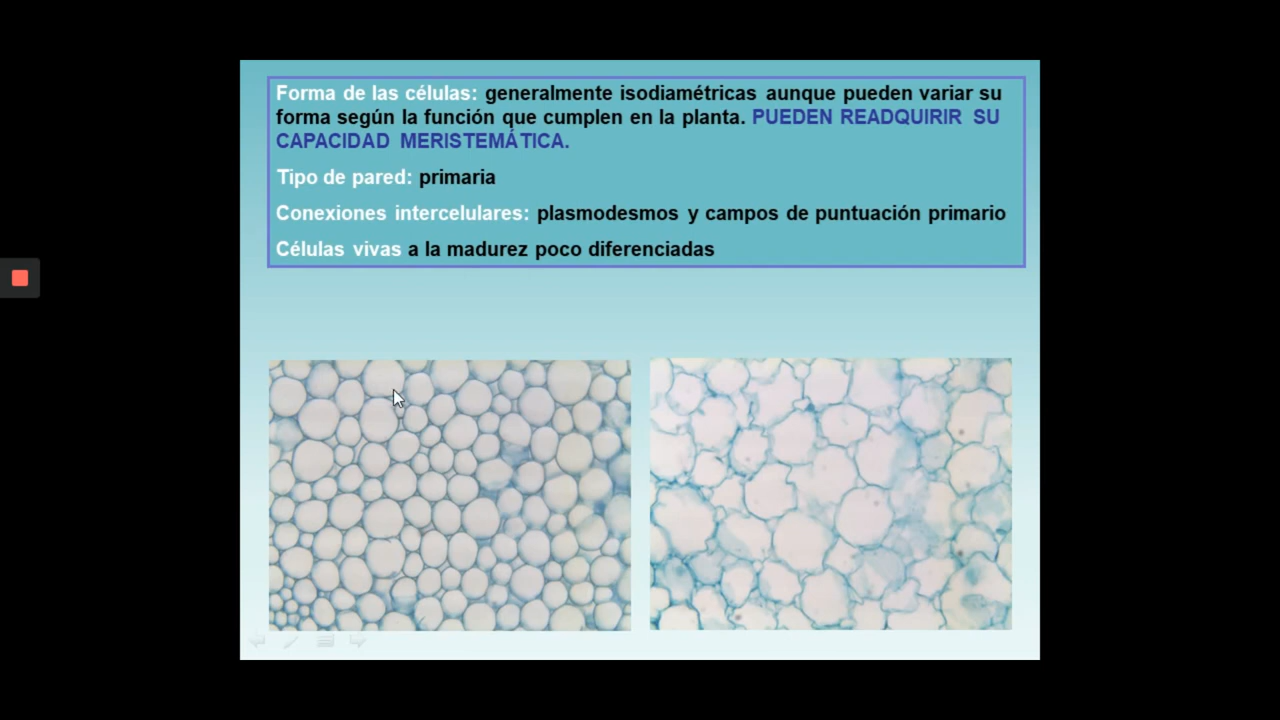 Forma de las células: generalmente isodiamétricas aunque pueden variar su
forma según la función que cumplen en la planta. PUEDEN READQUIRIR SU
CAPACIDAD MERISTEMÁTICA.
Tipo de pared: primaria
Conexiones intercelulares: plasmodesmos y campos de puntuación primario
Células vivas a la madurez poco diferenciadas